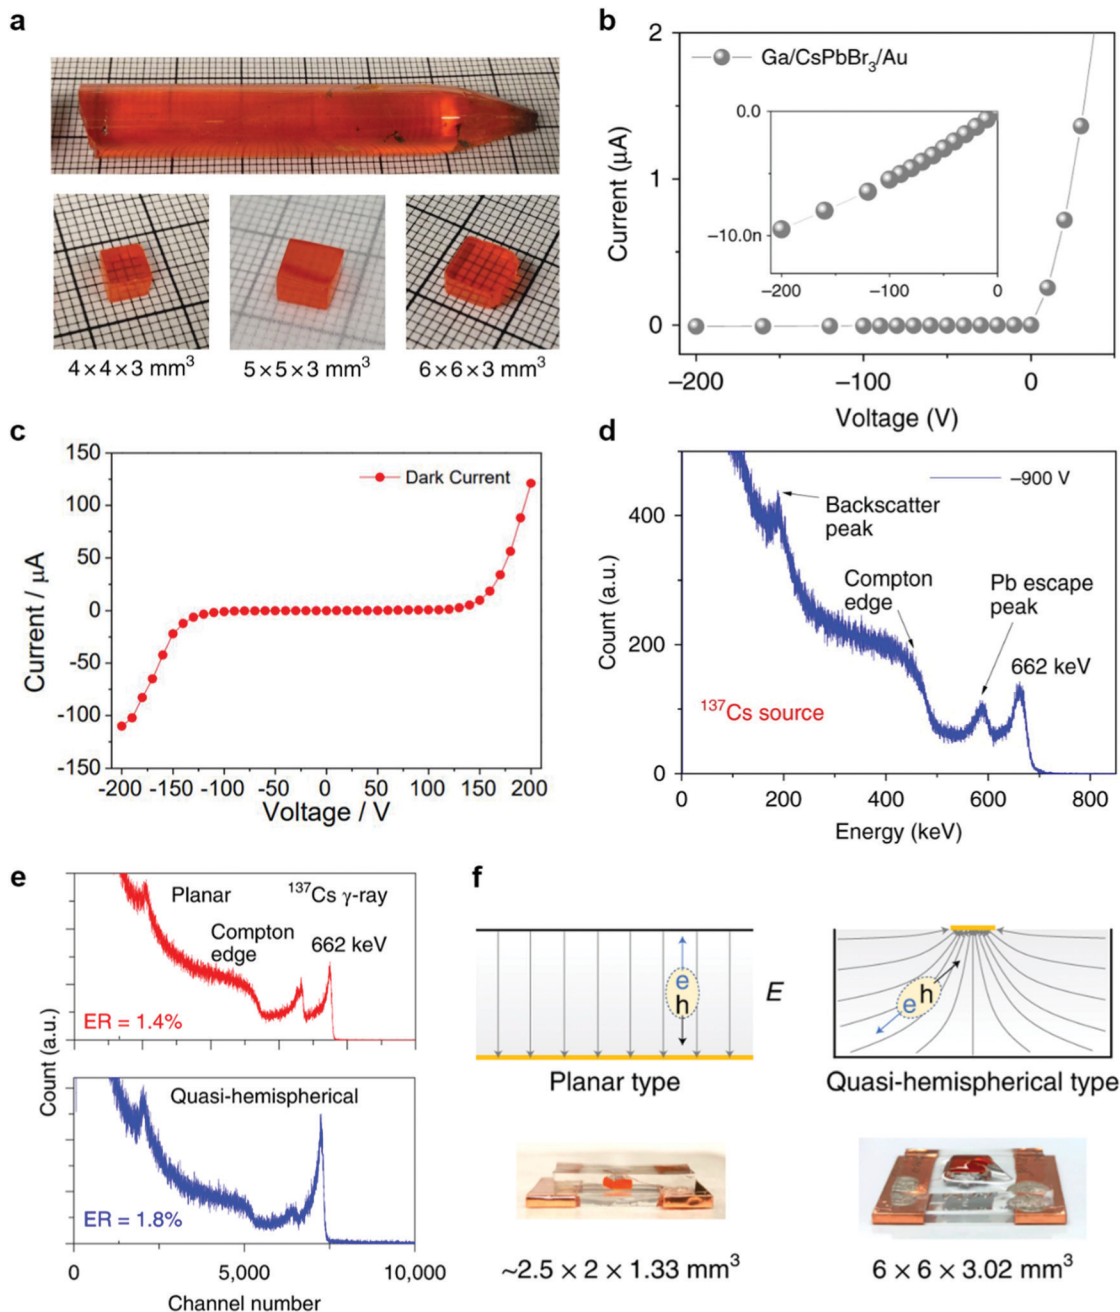 a
4 × 4 × 3 mm³
5 × 5 × 3 mm³
6 × 6 × 3 mm³
b
Ga/CsPbBr₃/Au
Current (μA)
2
1
0
0.0
−10.0n
−200
−100
0
−200
−100
0
Voltage (V)
c
Dark Current
Current / μA
150
100
50
0
-50
-100
-150
-200 -150 -100 -50 0 50 100 150 200
Voltage / V
d
−900 V
Backscatter
peak
Compton
edge
Pb escape
peak
662 keV
¹³⁷Cs source
Count (a.u.)
400
200
0
0
200
400
600
800
Energy (keV)
e
Planar
¹³⁷Cs γ-ray
Compton
edge
662 keV
ER = 1.4%
Count (a.u.)
Quasi-hemispherical
ER = 1.8%
0
5,000
10,000
Channel number
f
e
h
E
e
h
Planar type
Quasi-hemispherical type
~2.5 × 2 × 1.33 mm³
6 × 6 × 3.02 mm³